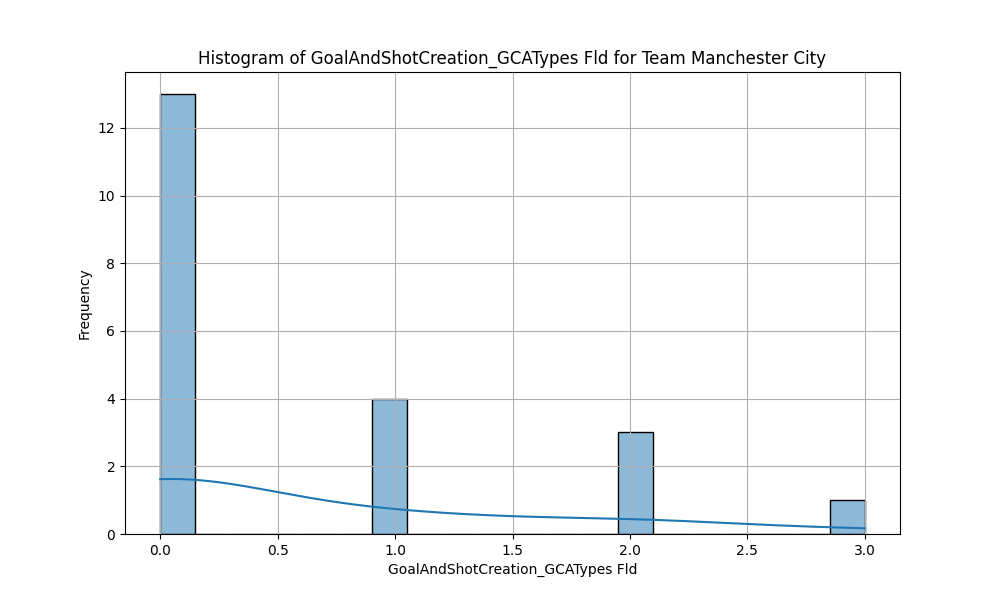 Histogram of GoalAndShotCreation_GCATypes Fld for Team Manchester City
Frequency
12
10
8
6
4
2
0
0.0 0.5 1.0 1.5 2.0 2.5 3.0
GoalAndShotCreation_GCATypes Fld